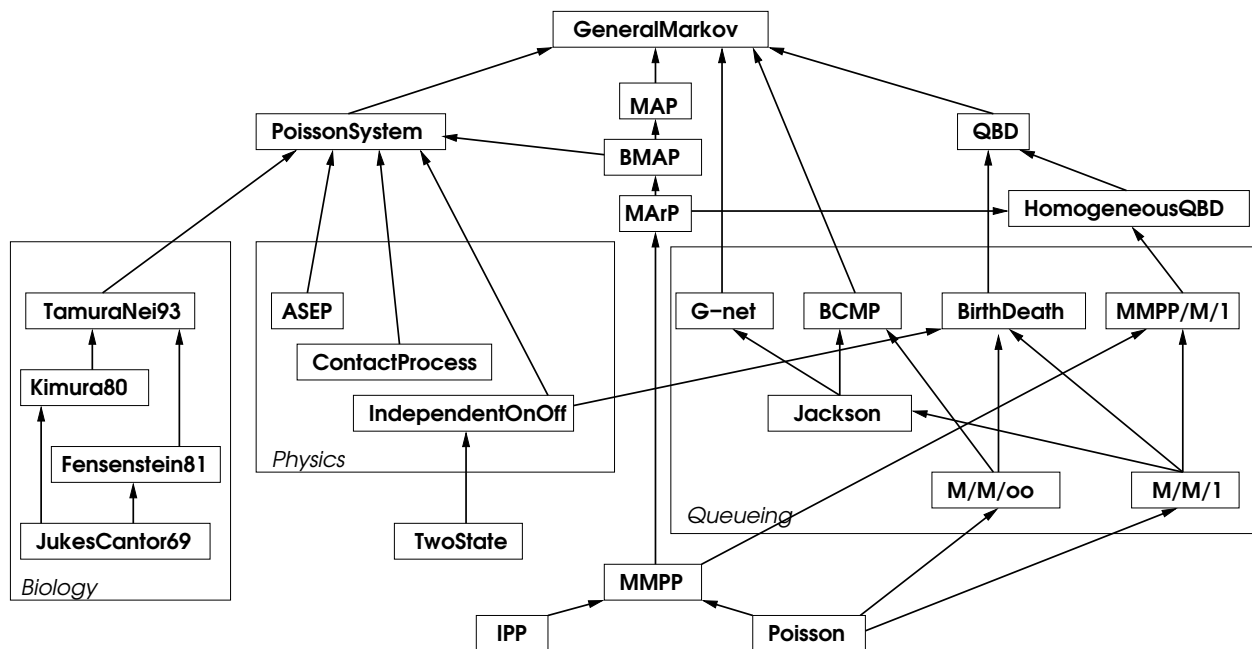 GeneralMarkov
MAP
PoissonSystem
QBD
BMAP
MArP
HomogeneousQBD
TamuraNei93
ASEP
G−net
BCMP
BirthDeath
MMPP/M/1
ContactProcess
Kimura80
IndependentOnOff
Jackson
Physics
Fensenstein81
M/M/oo
M/M/1
Queueing
JukesCantor69
TwoState
Biology
MMPP
IPP
Poisson